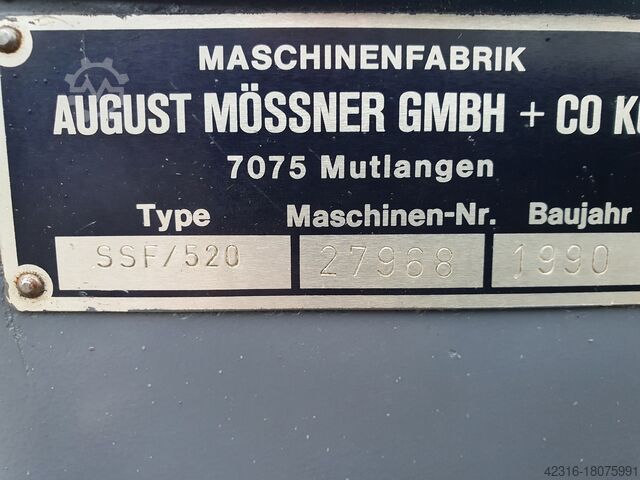 MASCHINENFABRIK
AUGUST MÖSSNER GMBH + CO
7075 Mutlangen
Type Maschinen-Nr. Baujahr
SSF/520 27968 1990
42316-18075991